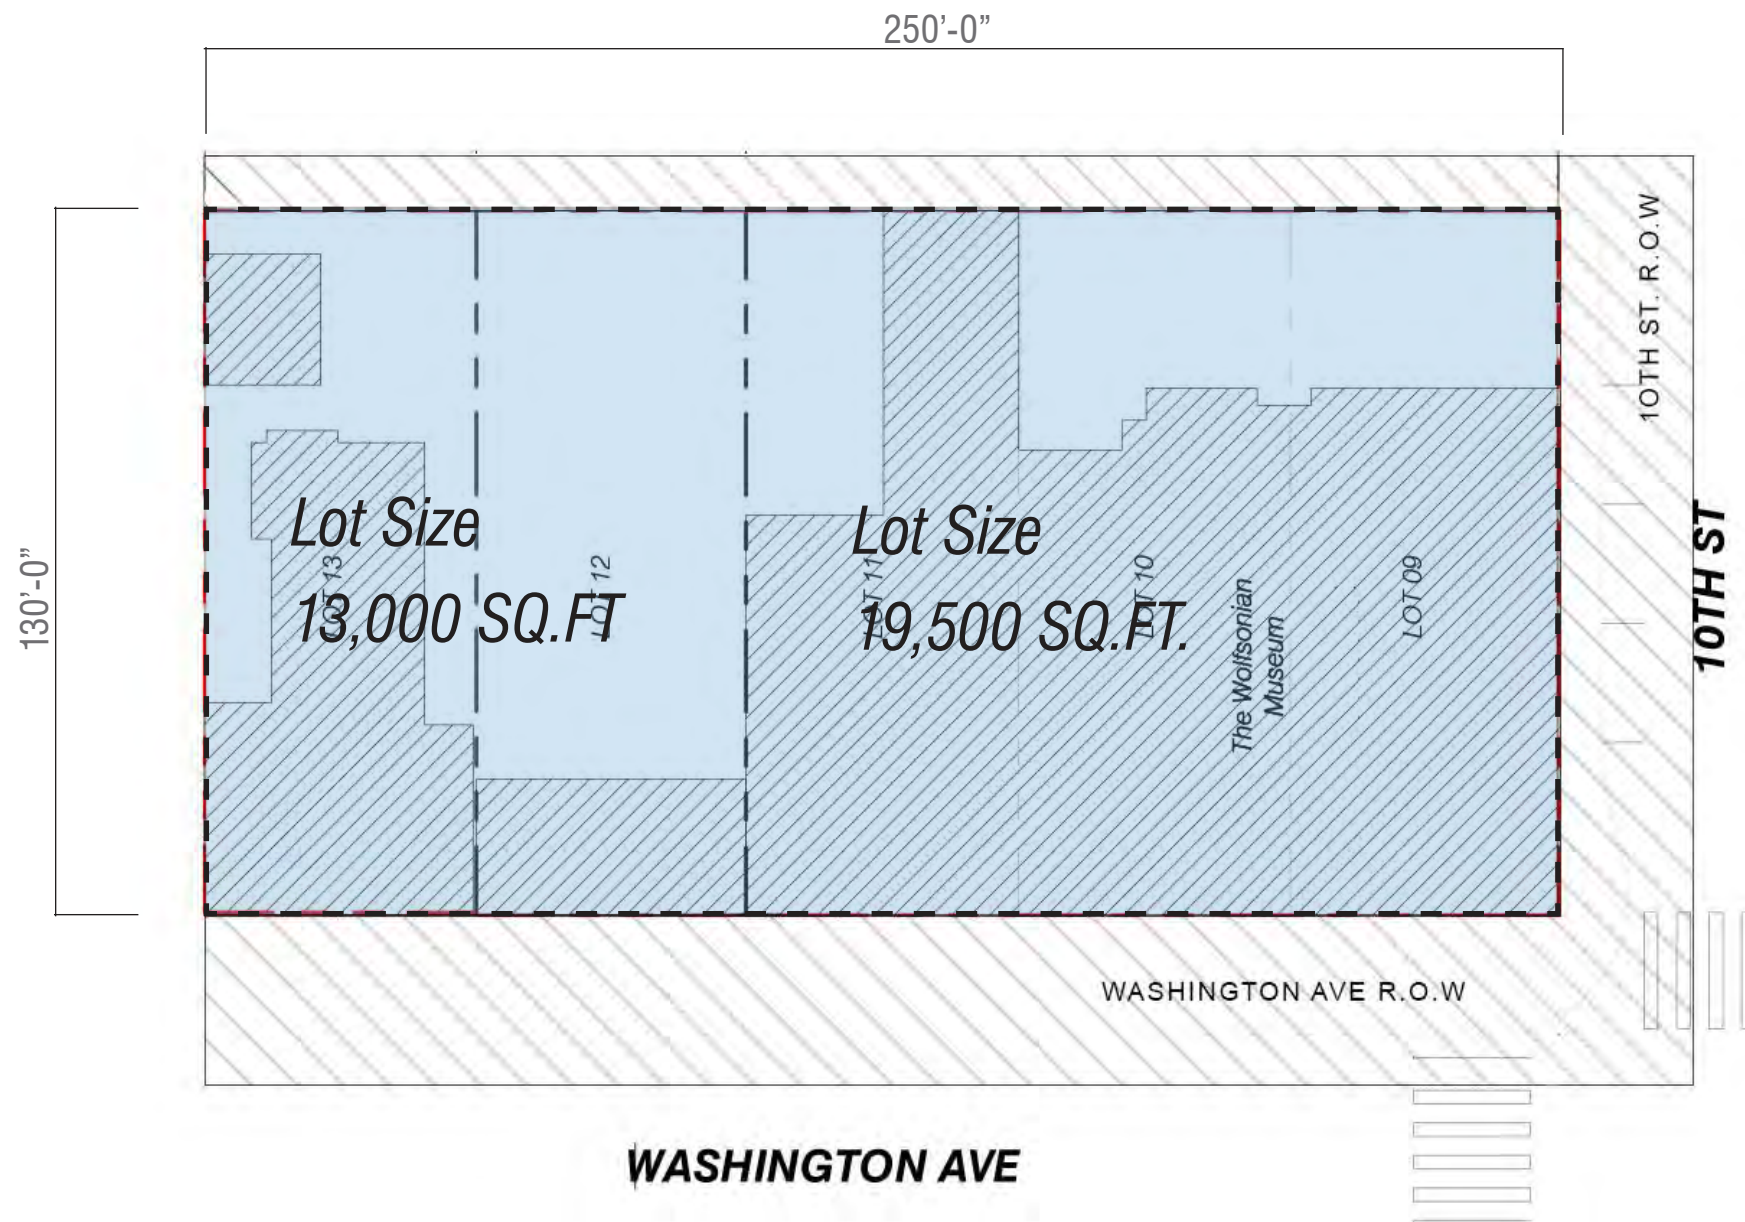 250’-0”
130’-0”
10TH ST. R.O.W
10TH ST
Lot Size
13,000 SQ.FT
LOT 13
LOT 12
Lot Size
19,500 SQ.FT.
LOT 11
LOT 10
The Wolfsonian
Museum
LOT 09
WASHINGTON AVE R.O.W
WASHINGTON AVE